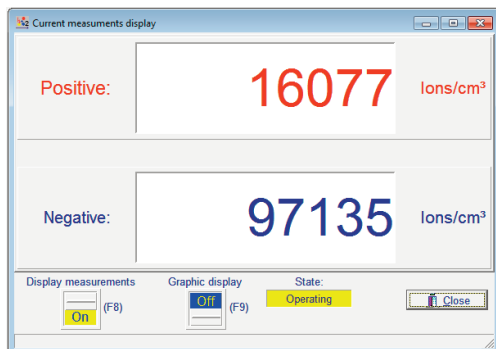 Current measuments display
Positive: 16077 Ions/cm³
Negative: 97135 Ions/cm³
Display measurements Graphic display State:
On (F8) Off (F9) Operating Close